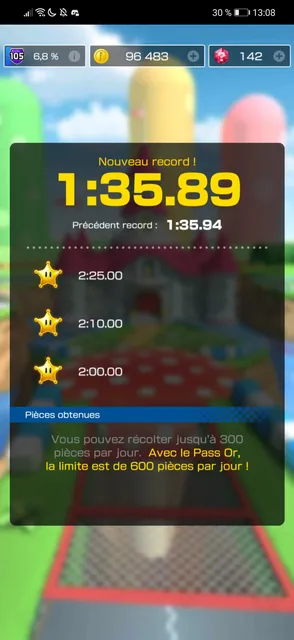 30 % 13:08
105 6,8 % i 96 483 + 142 +
Nouveau record !
1:35.89
Précédent record : 1:35.94
2:25.00
2:10.00
2:00.00
Pièces obtenues
Vous pouvez récolter jusqu'à 300
pièces par jour. Avec le Pass Or,
la limite est de 600 pièces par jour !